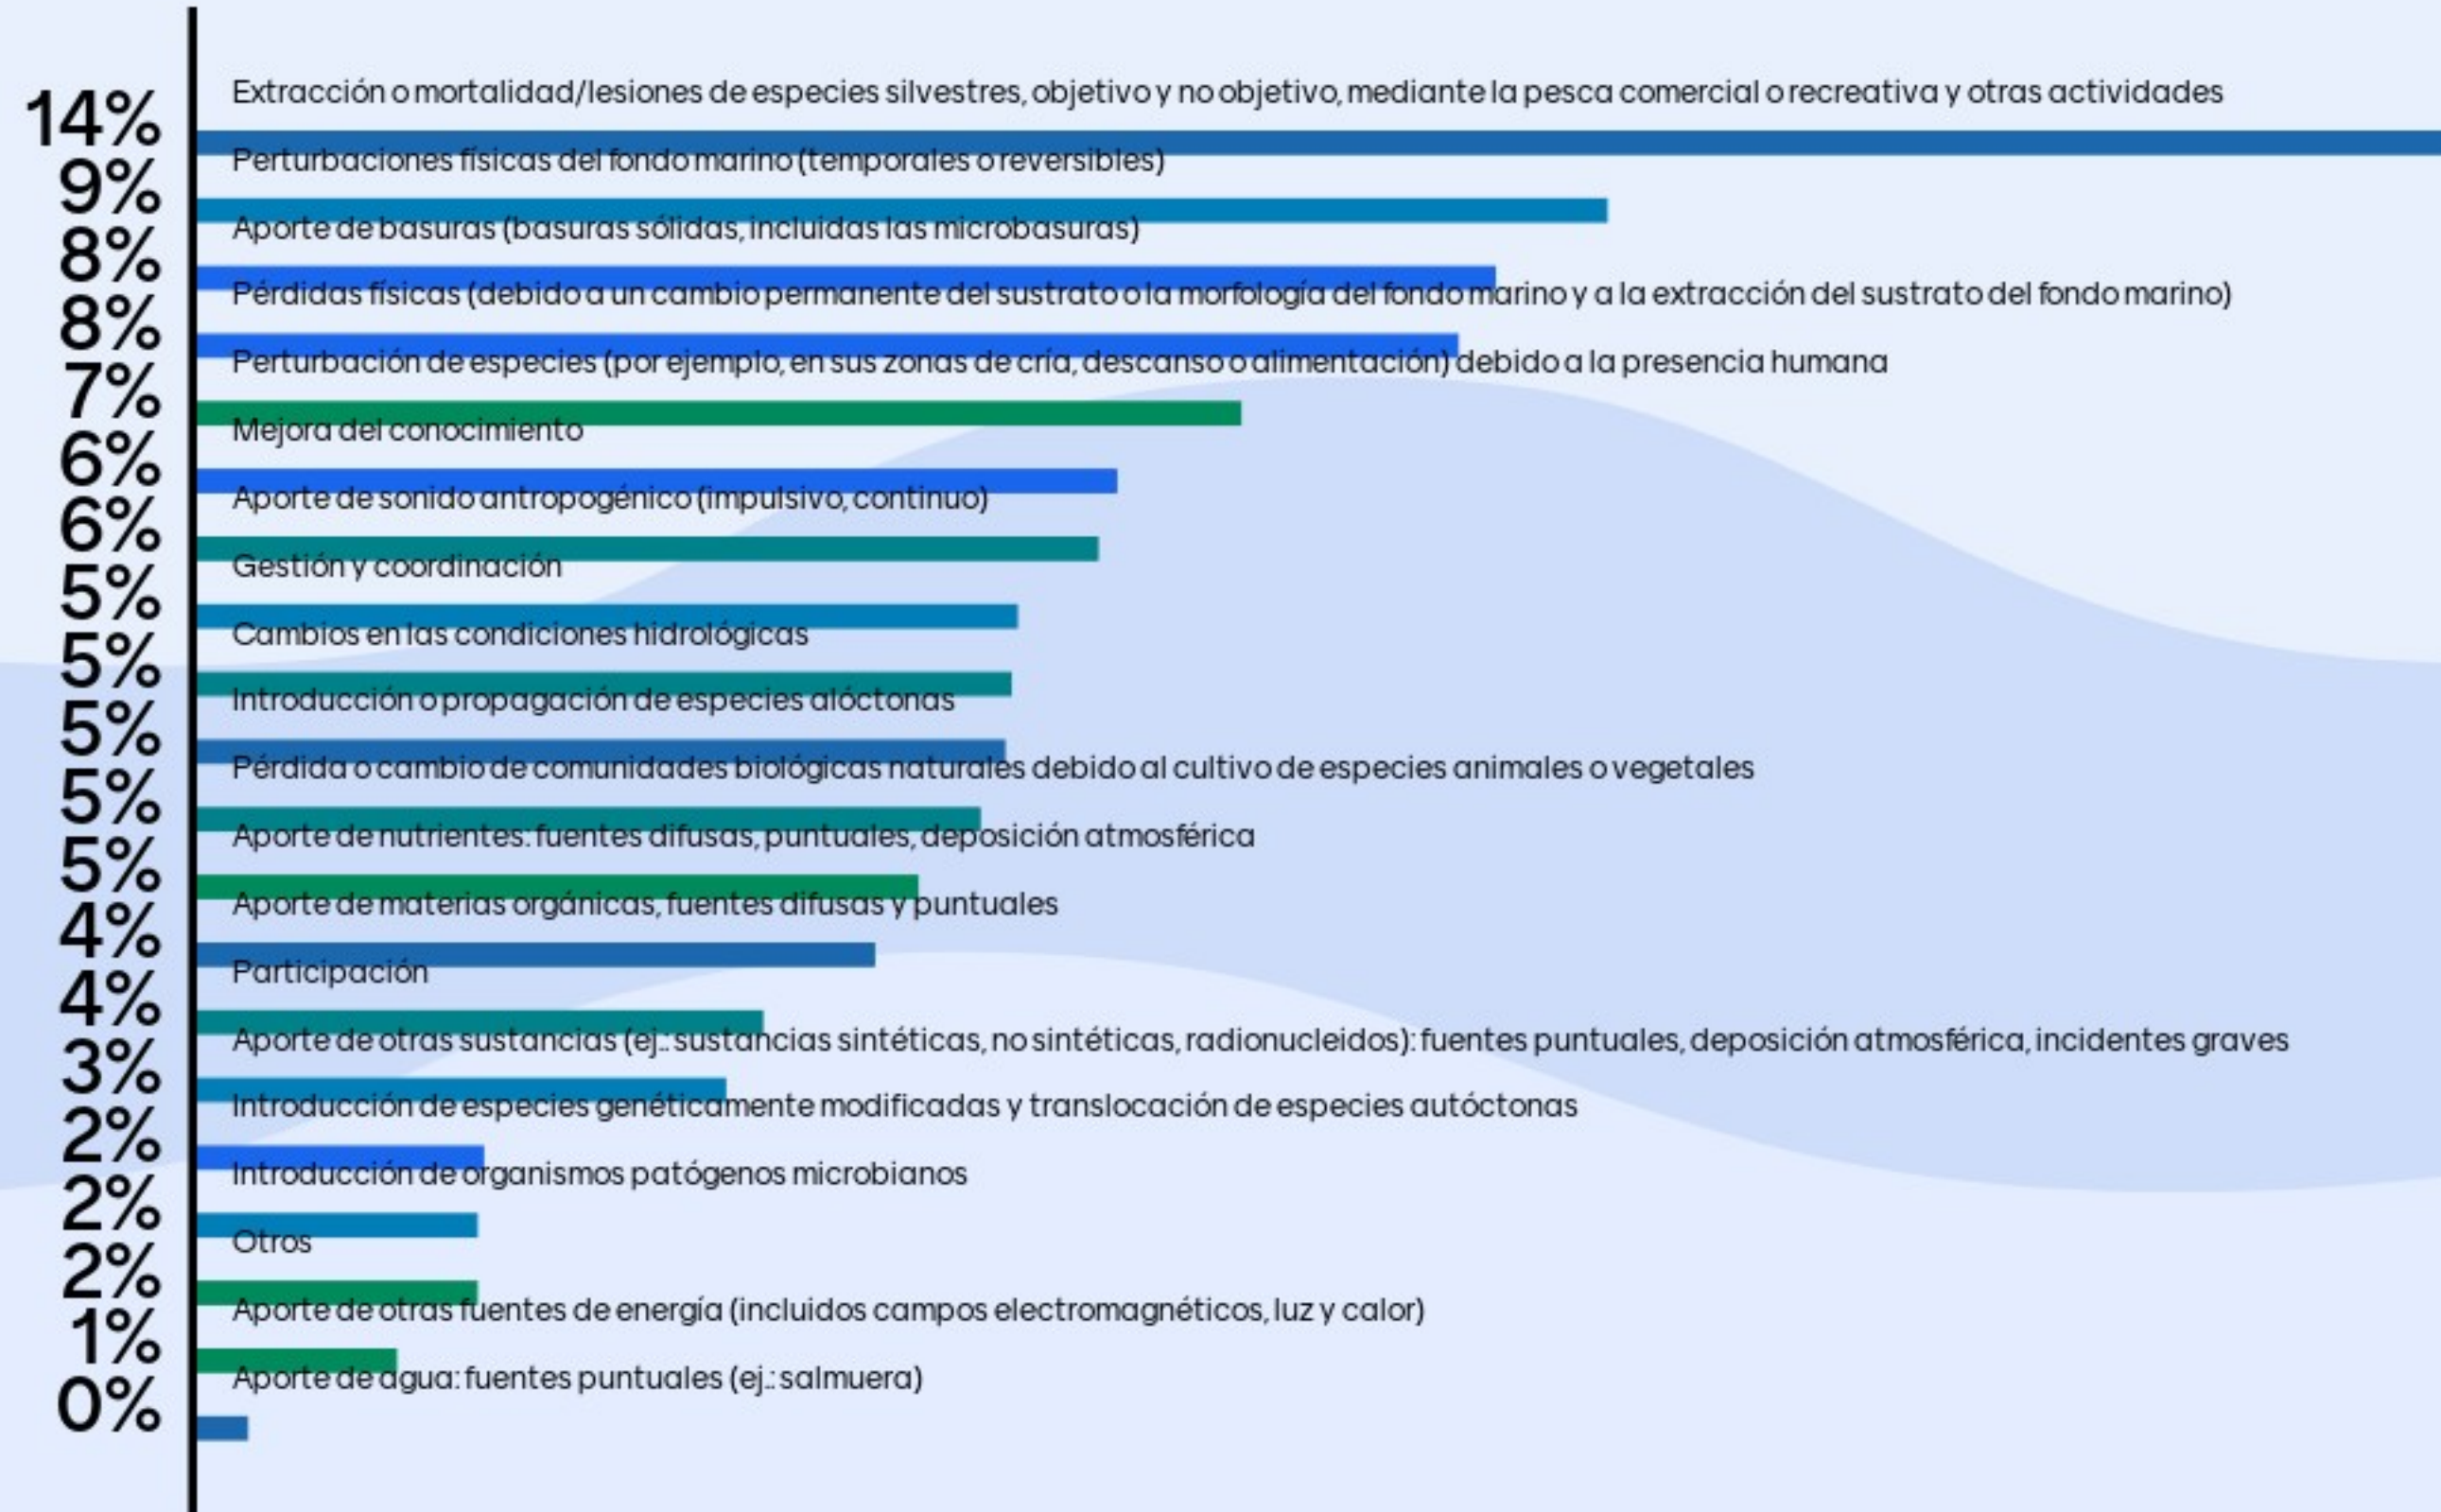 Extracción o mortalidad/lesiones de especies silvestres, objetivo y no objetivo, mediante la pesca comercial o recreativa y otras actividades
14%
Perturbaciones físicas del fondo marino (temporales o reversibles)
9%
Aporte de basuras (basuras sólidas, incluidas las microbasuras)
8%
Pérdidas físicas (debido a un cambio permanente del sustrato o la morfología del fondo marino y a la extracción del sustrato del fondo marino)
8%
Perturbación de especies (por ejemplo, en sus zonas de cría, descanso o alimentación) debido a la presencia humana
7%
Mejora del conocimiento
6%
Aporte de sonido antropogénico (impulsivo, continuo)
6%
Gestión y coordinación
5%
Cambios en las condiciones hidrológicas
5%
Introducción o propagación de especies alóctonas
5%
Pérdida o cambio de comunidades biológicas naturales debido al cultivo de especies animales o vegetales
5%
Aporte de nutrientes: fuentes difusas, puntuales, deposición atmosférica
5%
Aporte de materias orgánicas, fuentes difusas y puntuales
4%
Participación
4%
Aporte de otras sustancias (ej.: sustancias sintéticas, no sintéticas, radionucleidos): fuentes puntuales, deposición atmosférica, incidentes graves
3%
Introducción de especies genéticamente modificadas y translocación de especies autóctonas
2%
Introducción de organismos patógenos microbianos
2%
Otros
2%
Aporte de otras fuentes de energía (incluidos campos electromagnéticos, luz y calor)
1%
Aporte de agua: fuentes puntuales (ej.: salmuera)
0%